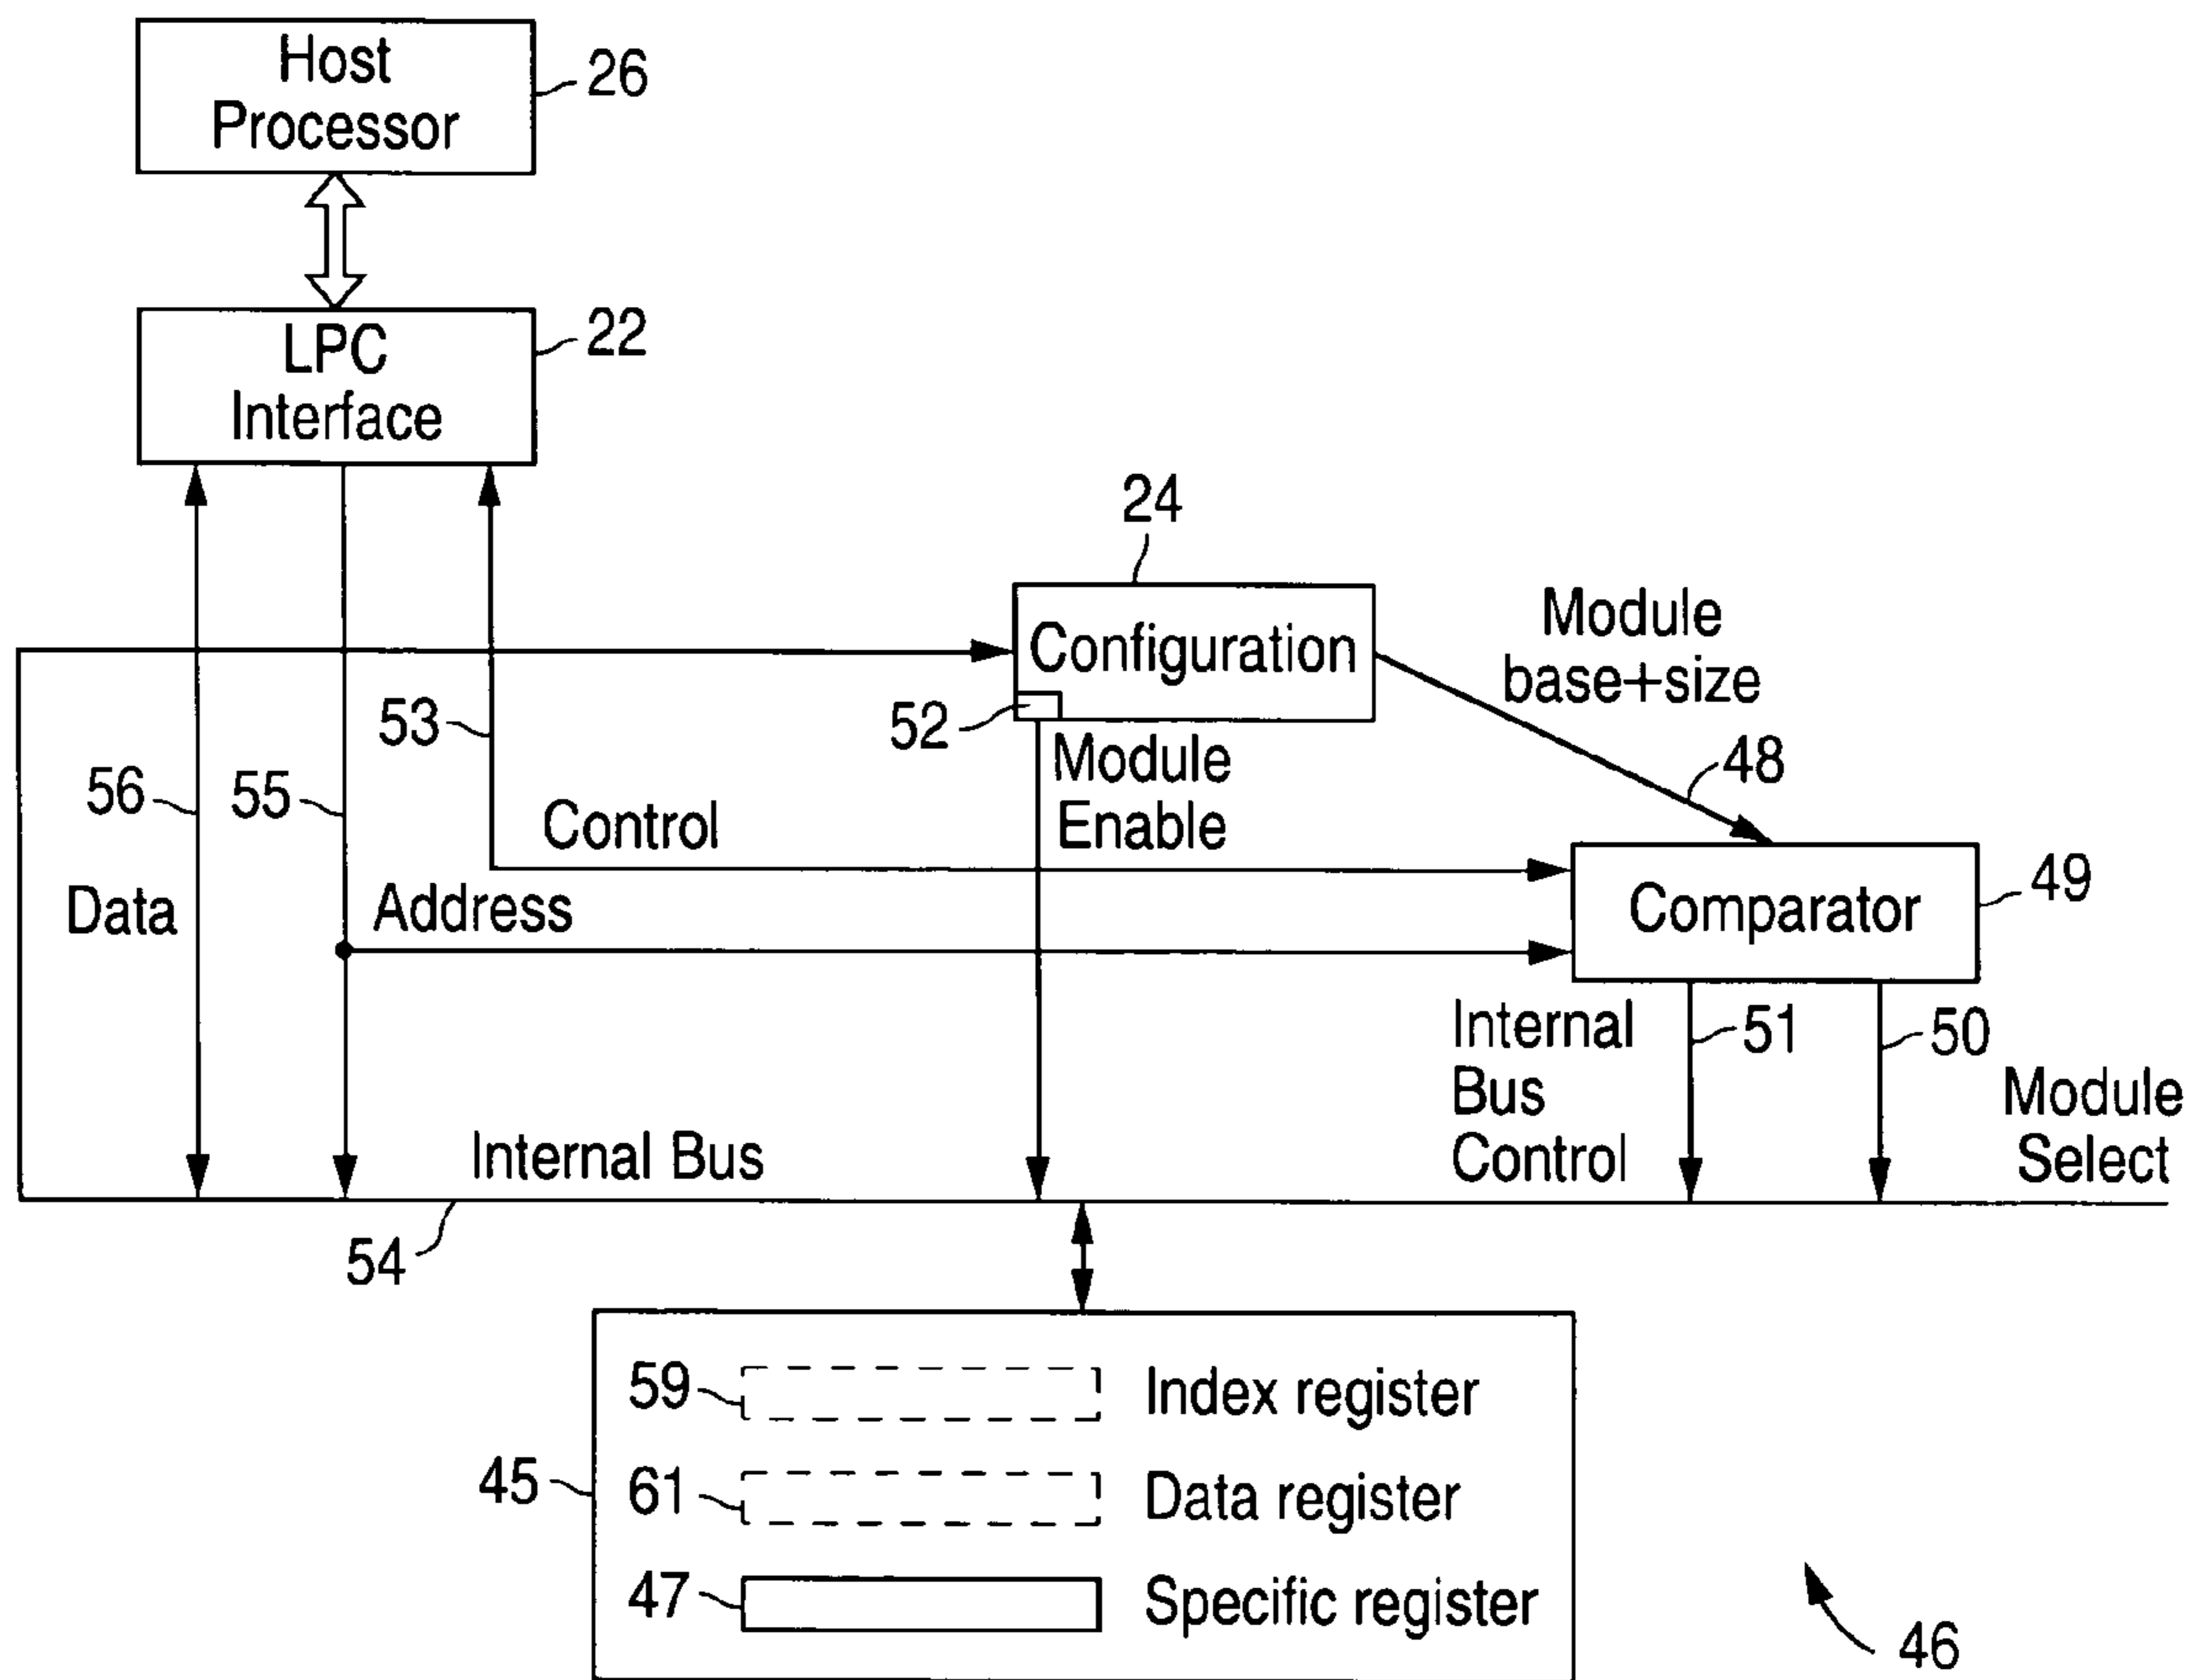 Host
Processor
26
LPC
Interface
22
24
Configuration
Module
base+size
52
53
Module
Enable
48
56
55
Control
Data
Address
Comparator
49
Internal
Bus
Control
51
50
Module
Select
Internal Bus
54
59
Index register
45
61
Data register
47
Specific register
46